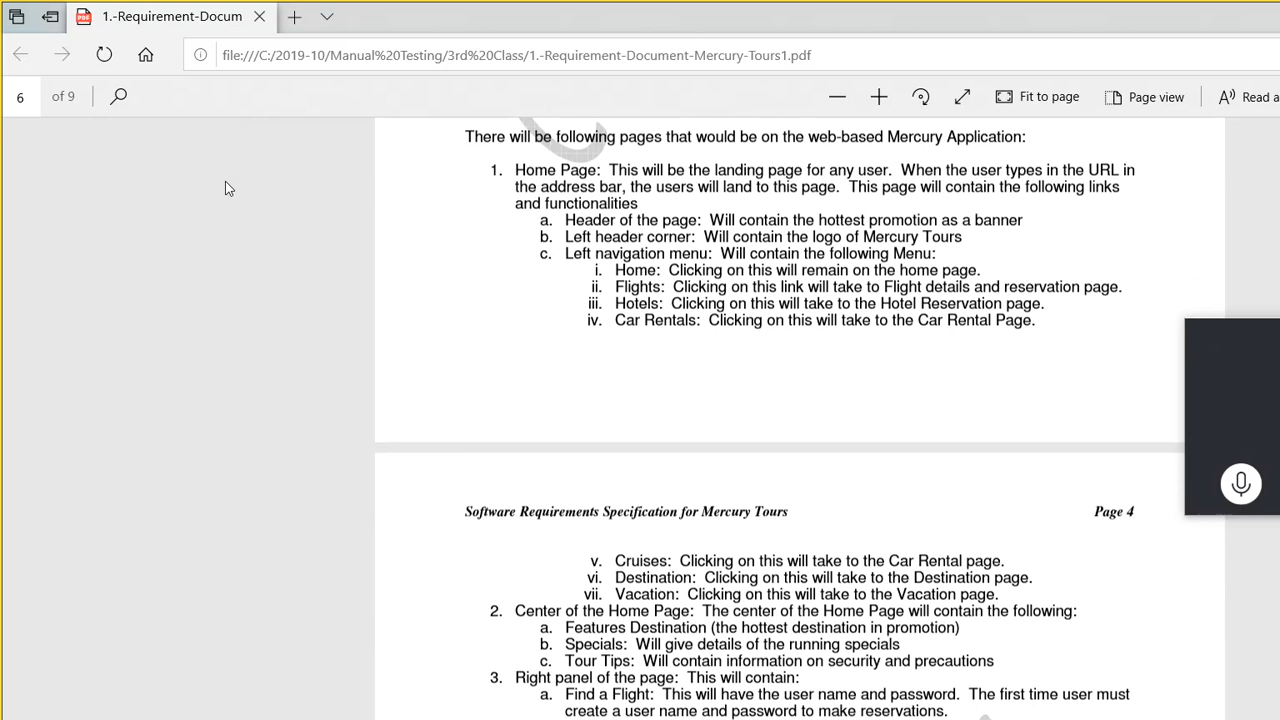 1.-Requirement-Docum
file:///C:/2019-10/Manual%20Testing/3rd%20Class/1.-Requirement-Document-Mercury-Tours1.pdf
6 of 9 Fit to page Page view Read a
There will be following pages that would be on the web-based Mercury Application:
1. Home Page: This will be the landing page for any user. When the user types in the URL in
the address bar, the users will land to this page. This page will contain the following links
and functionalities
a. Header of the page: Will contain the hottest promotion as a banner
b. Left header corner: Will contain the logo of Mercury Tours
c. Left navigation menu: Will contain the following Menu:
i. Home: Clicking on this will remain on the home page.
ii. Flights: Clicking on this link will take to Flight details and reservation page.
iii. Hotels: Clicking on this will take to the Hotel Reservation page.
iv. Car Rentals: Clicking on this will take to the Car Rental Page.
Software Requirements Specification for Mercury Tours Page 4
v. Cruises: Clicking on this will take to the Car Rental page.
vi. Destination: Clicking on this will take to the Destination page.
vii. Vacation: Clicking on this will take to the Vacation page.
2. Center of the Home Page: The center of the Home Page will contain the following:
a. Features Destination (the hottest destination in promotion)
b. Specials: Will give details of the running specials
c. Tour Tips: Will contain information on security and precautions
3. Right panel of the page: This will contain:
a. Find a Flight: This will have the user name and password. The first time user must
create a user name and password to make reservations.